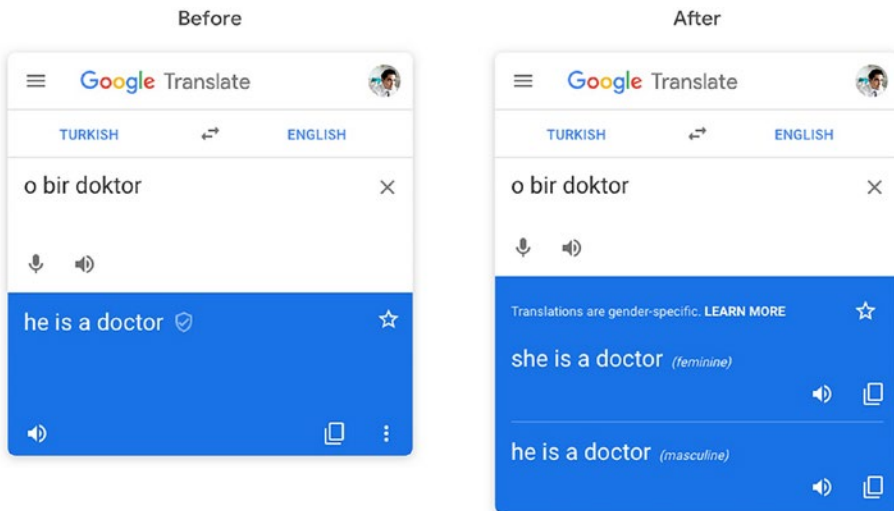 Before
Google Translate
TURKISH ENGLISH
o bir doktor
he is a doctor
After
Google Translate
TURKISH ENGLISH
o bir doktor
Translations are gender-specific. LEARN MORE
she is a doctor (feminine)
he is a doctor (masculine)